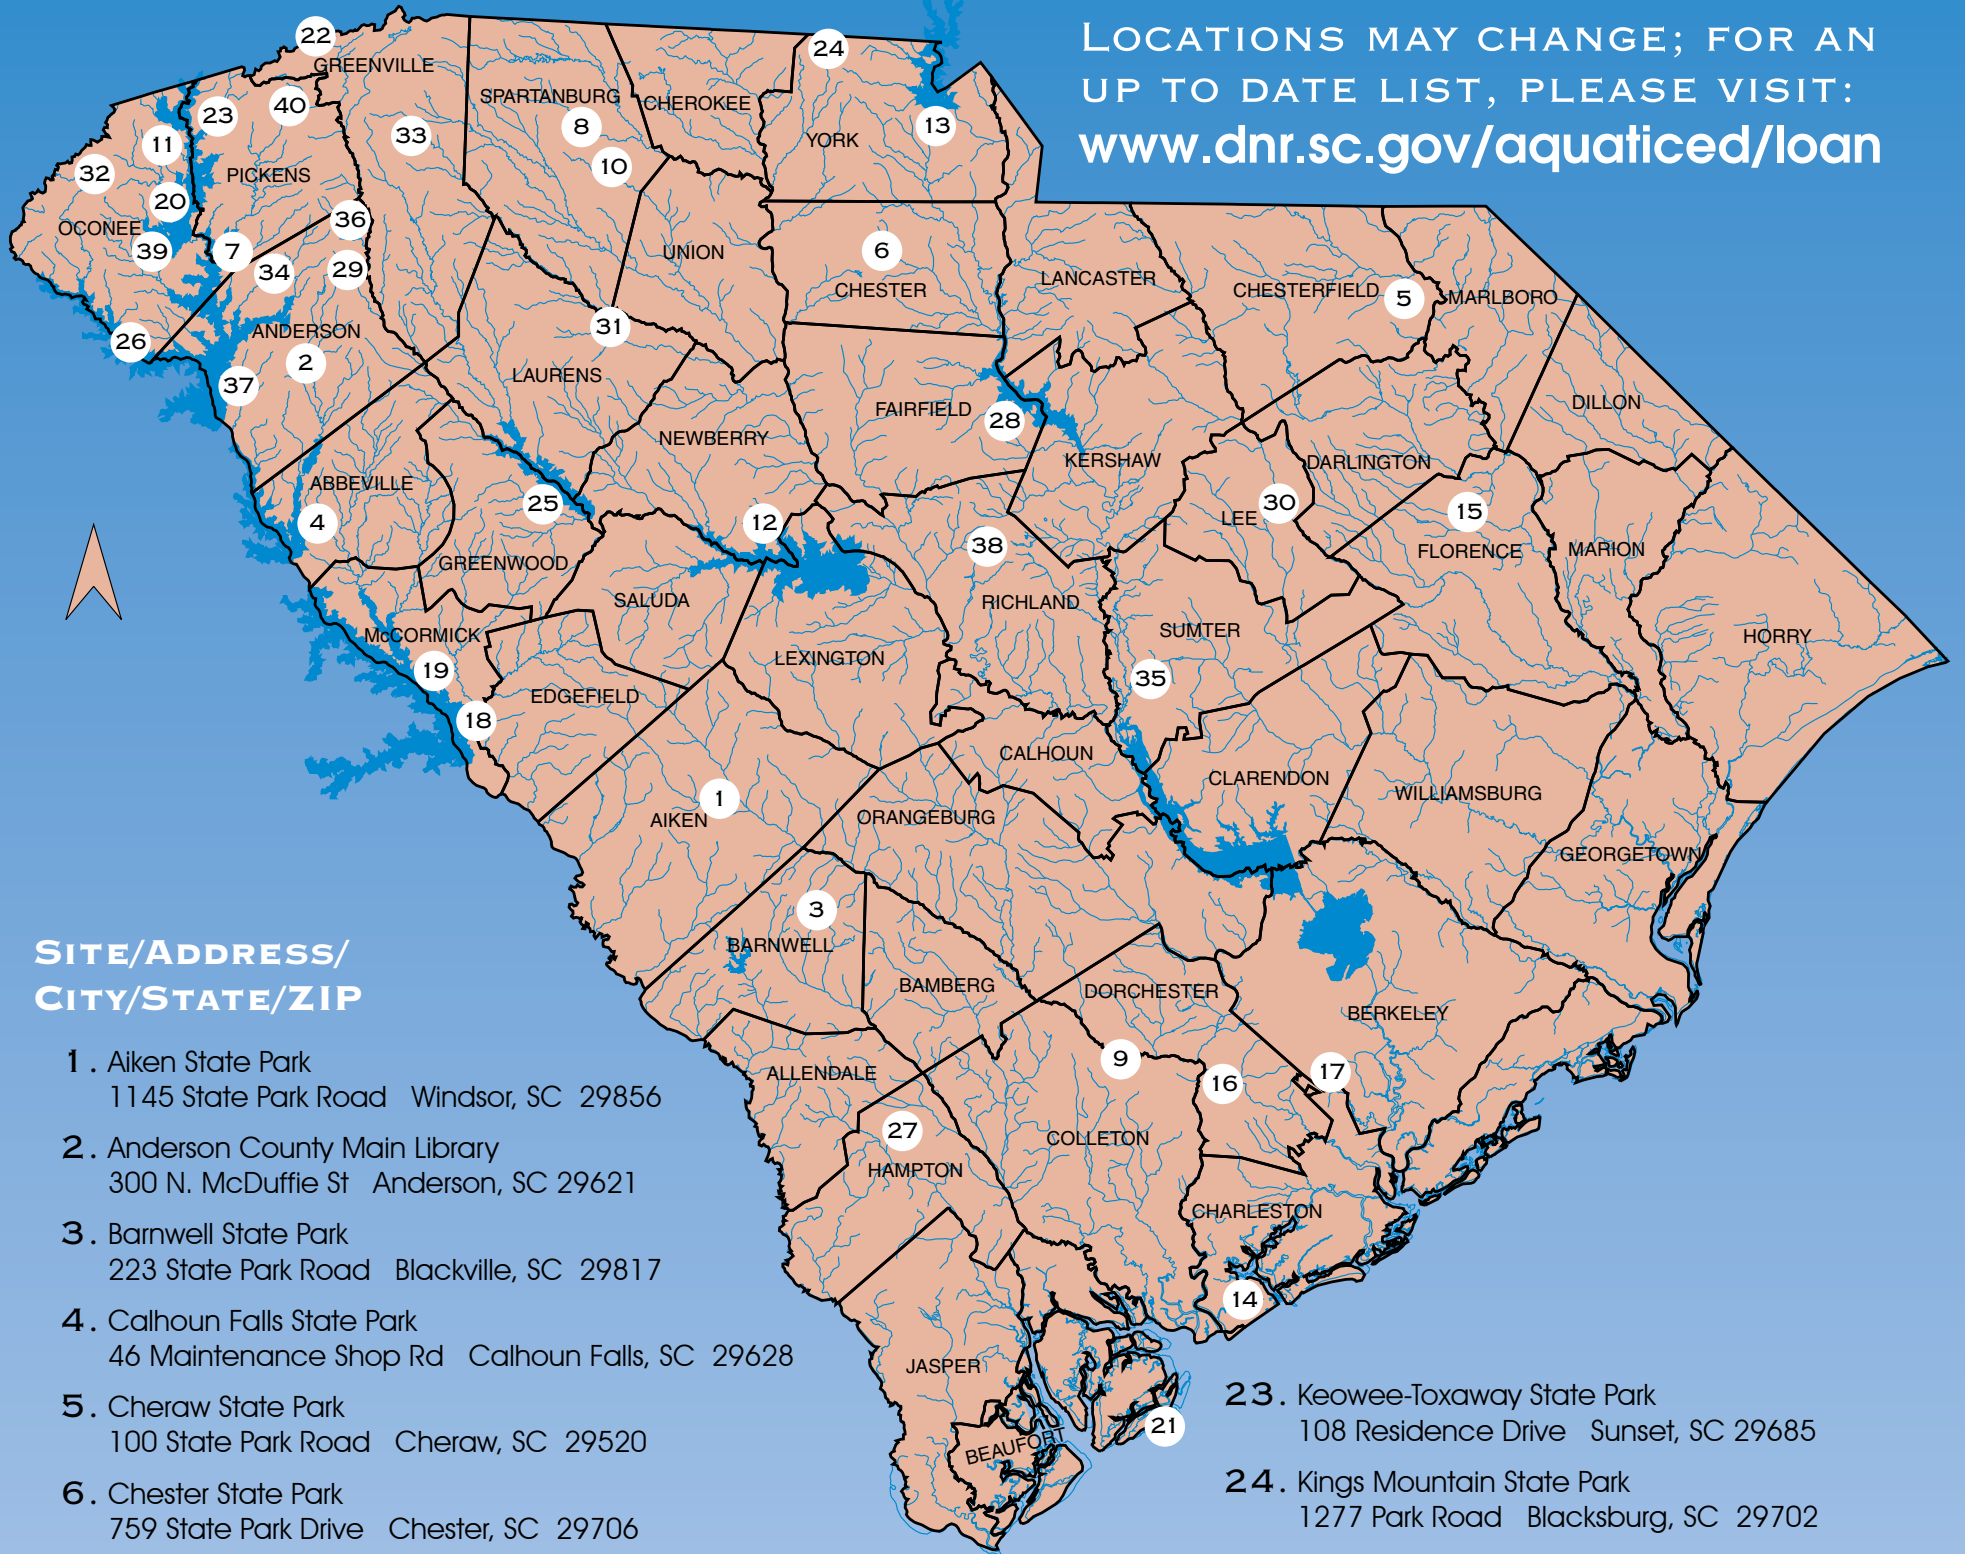 LOCATIONS MAY CHANGE; FOR AN
UP TO DATE LIST, PLEASE VISIT:
www.dnr.sc.gov/aquaticed/loan
22
24
GREENVILLE
SPARTANBURG
CHEROKEE
23
40
33
8
13
YORK
11
10
32
PICKENS
20
36
OCONEE
39
7
34
29
UNION
6
CHESTER
LANCASTER
CHESTERFIELD
5
MARLBORO
26
ANDERSON
2
31
37
LAURENS
FAIRFIELD
28
DILLON
NEWBERRY
KERSHAW
DARLINGTON
ABBEVILLE
4
25
12
LEE
30
15
38
FLORENCE
MARION
GREENWOOD
SALUDA
RICHLAND
McCORMICK
SUMTER
HORRY
19
LEXINGTON
35
EDGEFIELD
18
CALHOUN
CLARENDON
WILLIAMSBURG
1
AIKEN
ORANGEBURG
GEORGETOWN
3
BARNWELL
BAMBERG
DORCHESTER
BERKELEY
9
16
17
ALLENDALE
27
COLLETON
HAMPTON
CHARLESTON
14
JASPER
21
BEAUFORT
SITE/ADDRESS/
CITY/STATE/ZIP
1. Aiken State Park
1145 State Park Road Windsor, SC 29856
2. Anderson County Main Library
300 N. McDuffie St Anderson, SC 29621
3. Barnwell State Park
223 State Park Road Blackville, SC 29817
4. Calhoun Falls State Park
46 Maintenance Shop Rd Calhoun Falls, SC 29628
5. Cheraw State Park
100 State Park Road Cheraw, SC 29520
6. Chester State Park
759 State Park Drive Chester, SC 29706
23. Keowee-Toxaway State Park
108 Residence Drive Sunset, SC 29685
24. Kings Mountain State Park
1277 Park Road Blacksburg, SC 29702